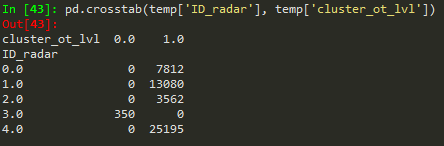 In [43]: pd.crosstab(temp['ID_radar'], temp['cluster_ot_lvl'])
Out[43]:
cluster_ot_lvl  0.0    1.0
ID_radar
0.0               0   7812
1.0               0  13080
2.0               0   3562
3.0             350      0
4.0               0  25195